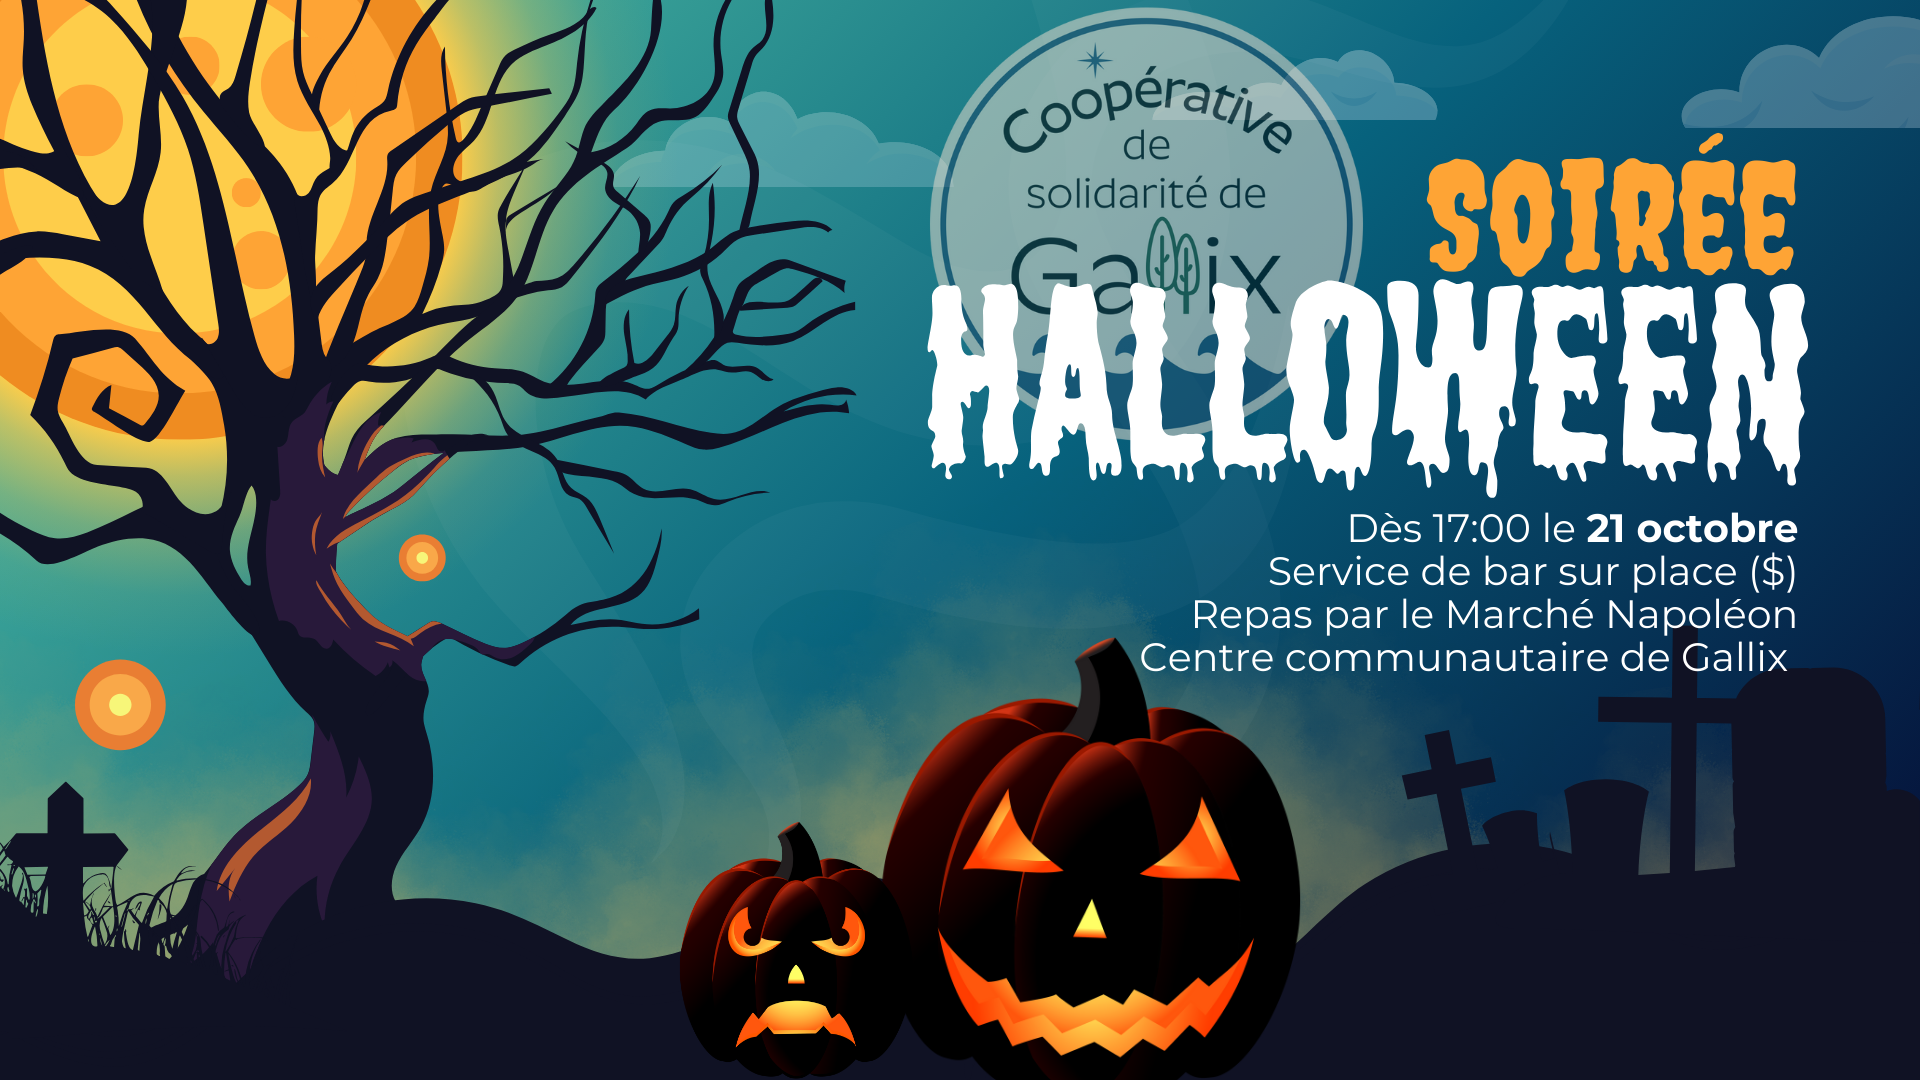 Coopérative
de
solidarité de
Gallix
SOIRÉE
HALLOWEEN
Dès 17:00 le 21 octobre
Service de bar sur place ($)
Repas par le Marché Napoléon
Centre communautaire de Gallix